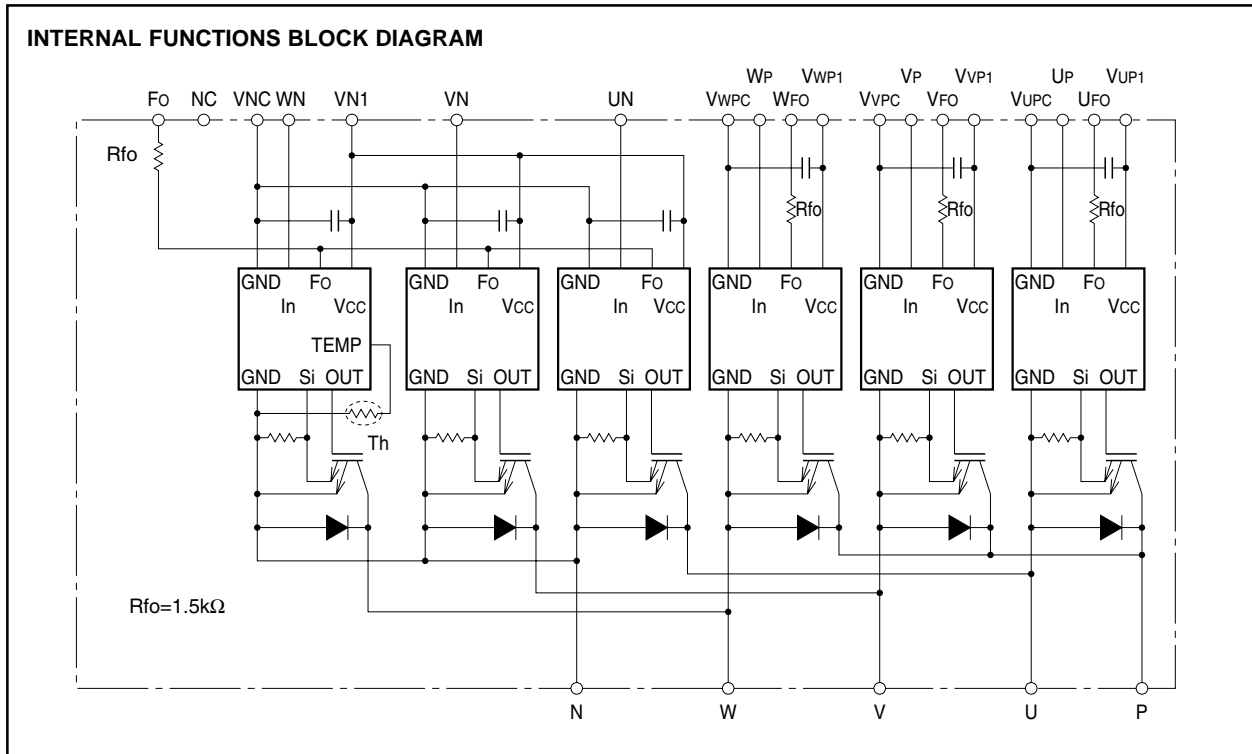 INTERNAL FUNCTIONS BLOCK DIAGRAM
WP VWP1 VP VVP1 UP VUP1
FO NC VNC WN VN1 VN UN VWPC WFO VVPC VFO VUPC UFO
Rfo
Rfo Rfo Rfo
GND FO GND FO GND FO GND FO GND FO GND FO
In VCC In VCC In VCC In VCC In VCC In VCC
TEMP
GND Si OUT GND Si OUT GND Si OUT GND Si OUT GND Si OUT GND Si OUT
Th
Rfo=1.5kΩ
N W V U P